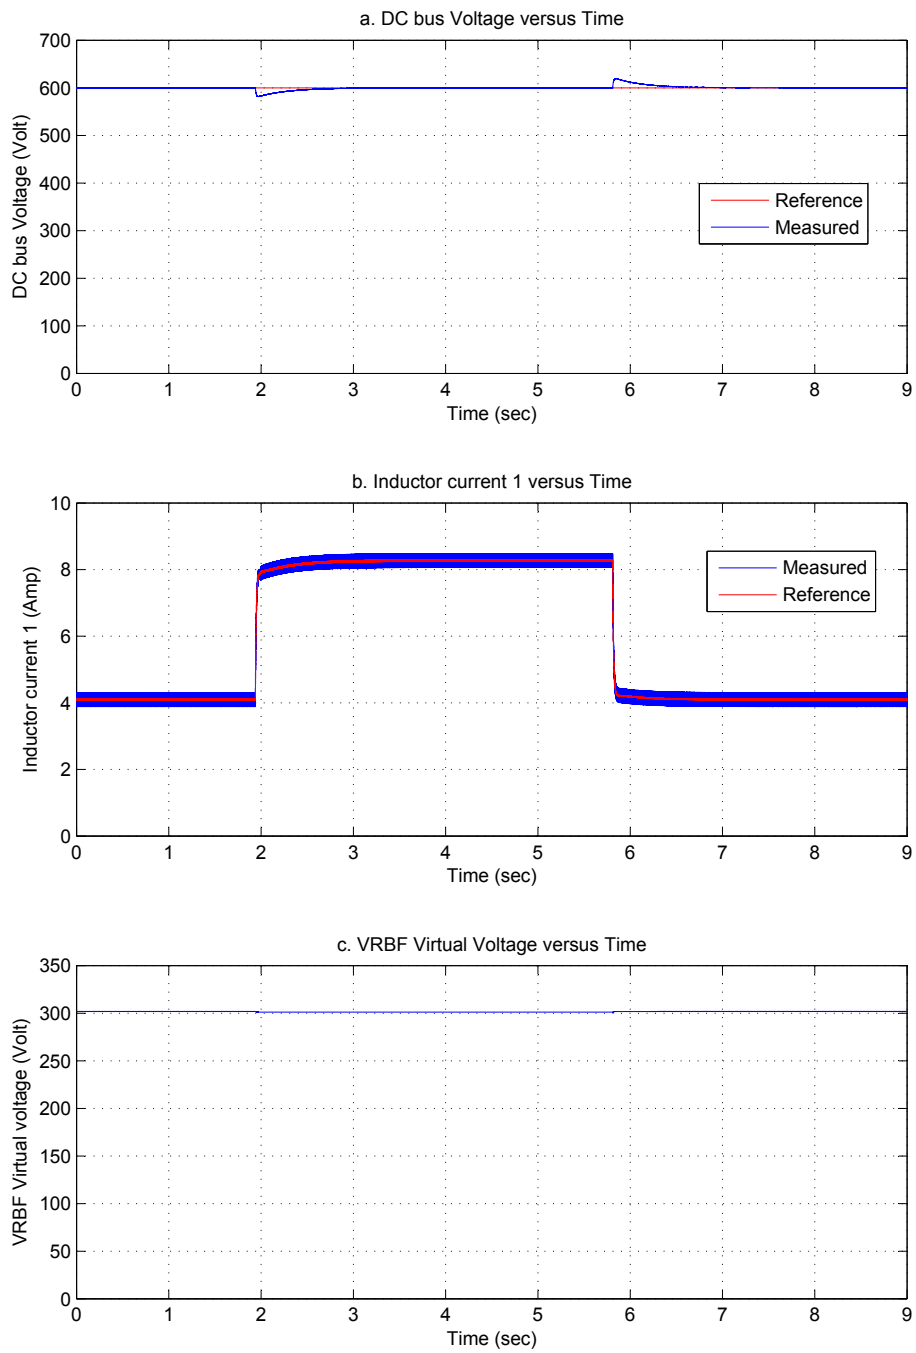 a. DC bus Voltage versus Time
700
600
500
400
300
200
100
0
DC bus Voltage (Volt)
Reference
Measured
0 1 2 3 4 5 6 7 8 9
Time (sec)
b. Inductor current 1 versus Time
10
8
6
4
2
0
Inductor current 1 (Amp)
Measured
Reference
0 1 2 3 4 5 6 7 8 9
Time (sec)
c. VRBF Virtual Voltage versus Time
350
300
250
200
150
100
50
0
VRBF Virtual voltage (Volt)
0 1 2 3 4 5 6 7 8 9
Time (sec)